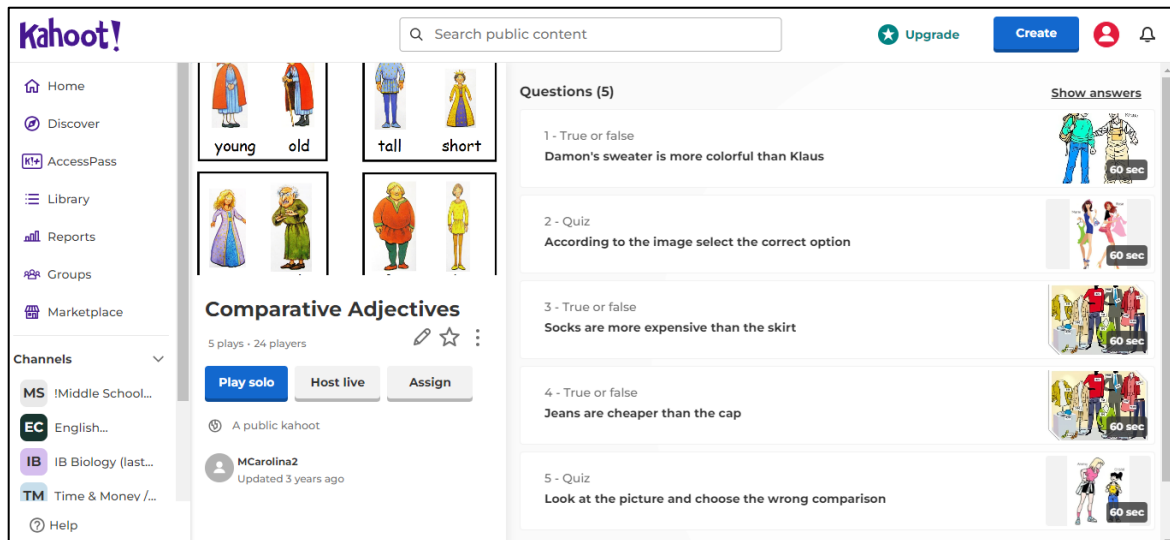 Kahoot!
Search public content
Upgrade
Create
Home
Discover
K!+ AccessPass
Library
Reports
Groups
Marketplace
Channels
MS !Middle School...
EC English...
IB IB Biology (last...
TM Time & Money /...
Help
young old
tall short
Comparative Adjectives
5 plays · 24 players
Play solo
Host live
Assign
A public kahoot
MCarolina2
Updated 3 years ago
Questions (5)
Show answers
1 - True or false
Damon's sweater is more colorful than Klaus
60 sec
2 - Quiz
According to the image select the correct option
60 sec
3 - True or false
Socks are more expensive than the skirt
60 sec
4 - True or false
Jeans are cheaper than the cap
60 sec
5 - Quiz
Look at the picture and choose the wrong comparison
60 sec